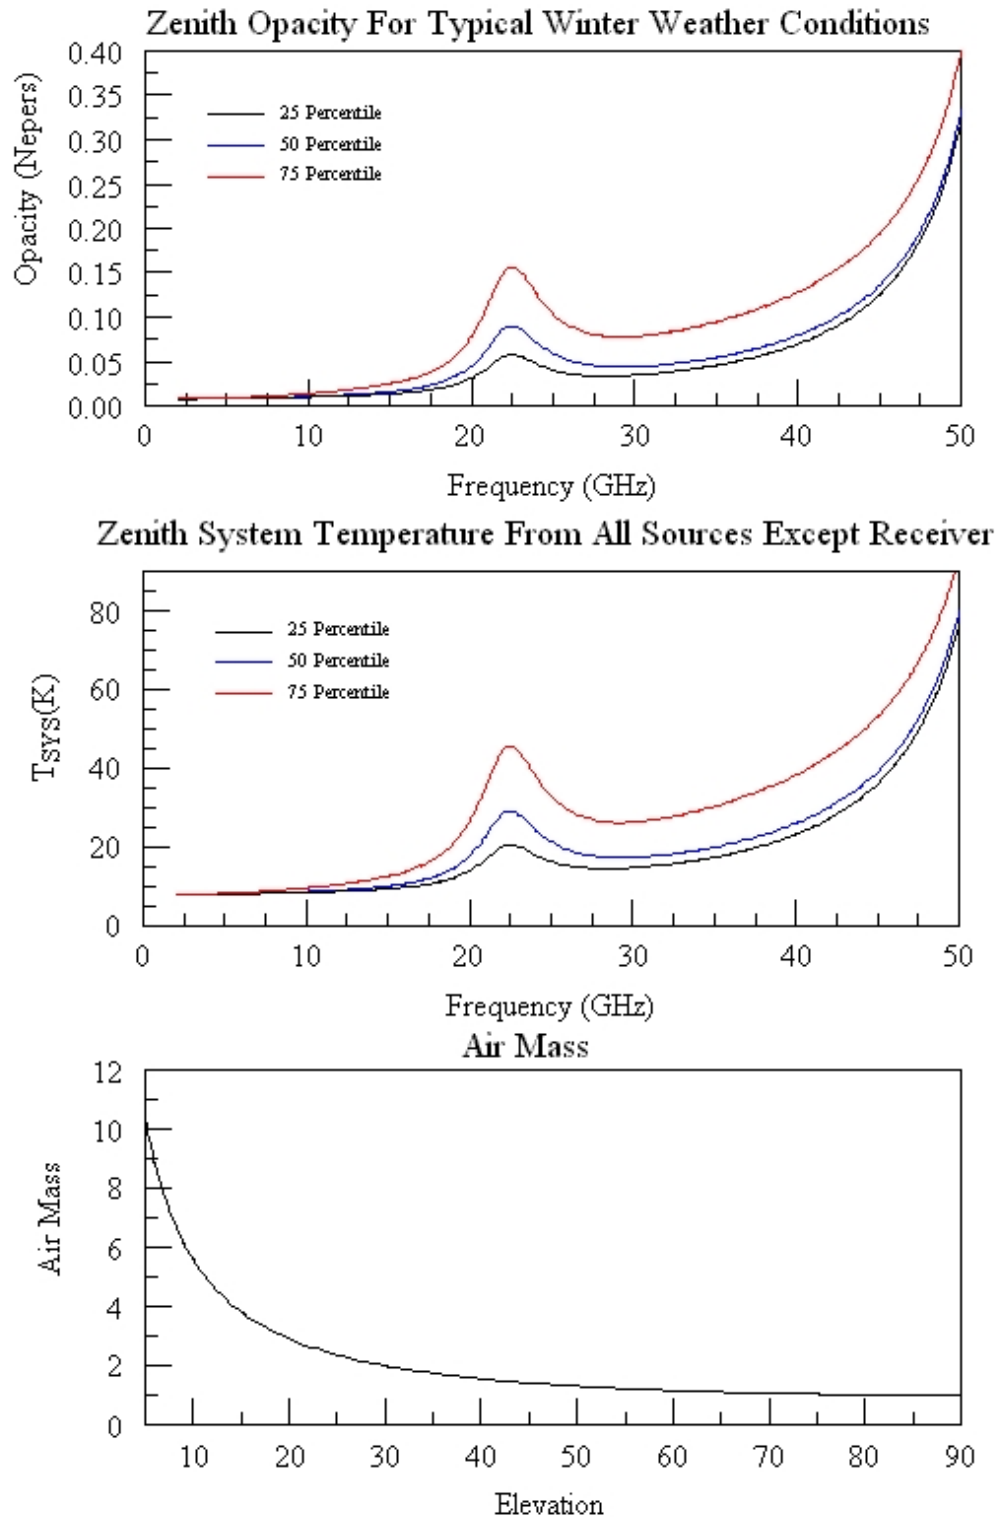 Zenith Opacity For Typical Winter Weather Conditions
Opacity (Nepers)
0.40
0.35
0.30
0.25
0.20
0.15
0.10
0.05
0.00
25 Percentile
50 Percentile
75 Percentile
0 10 20 30 40 50
Frequency (GHz)
Zenith System Temperature From All Sources Except Receiver
TSYS(K)
80
60
40
20
0
25 Percentile
50 Percentile
75 Percentile
0 10 20 30 40 50
Frequency (GHz)
Air Mass
Air Mass
12
10
8
6
4
2
0
10 20 30 40 50 60 70 80 90
Elevation